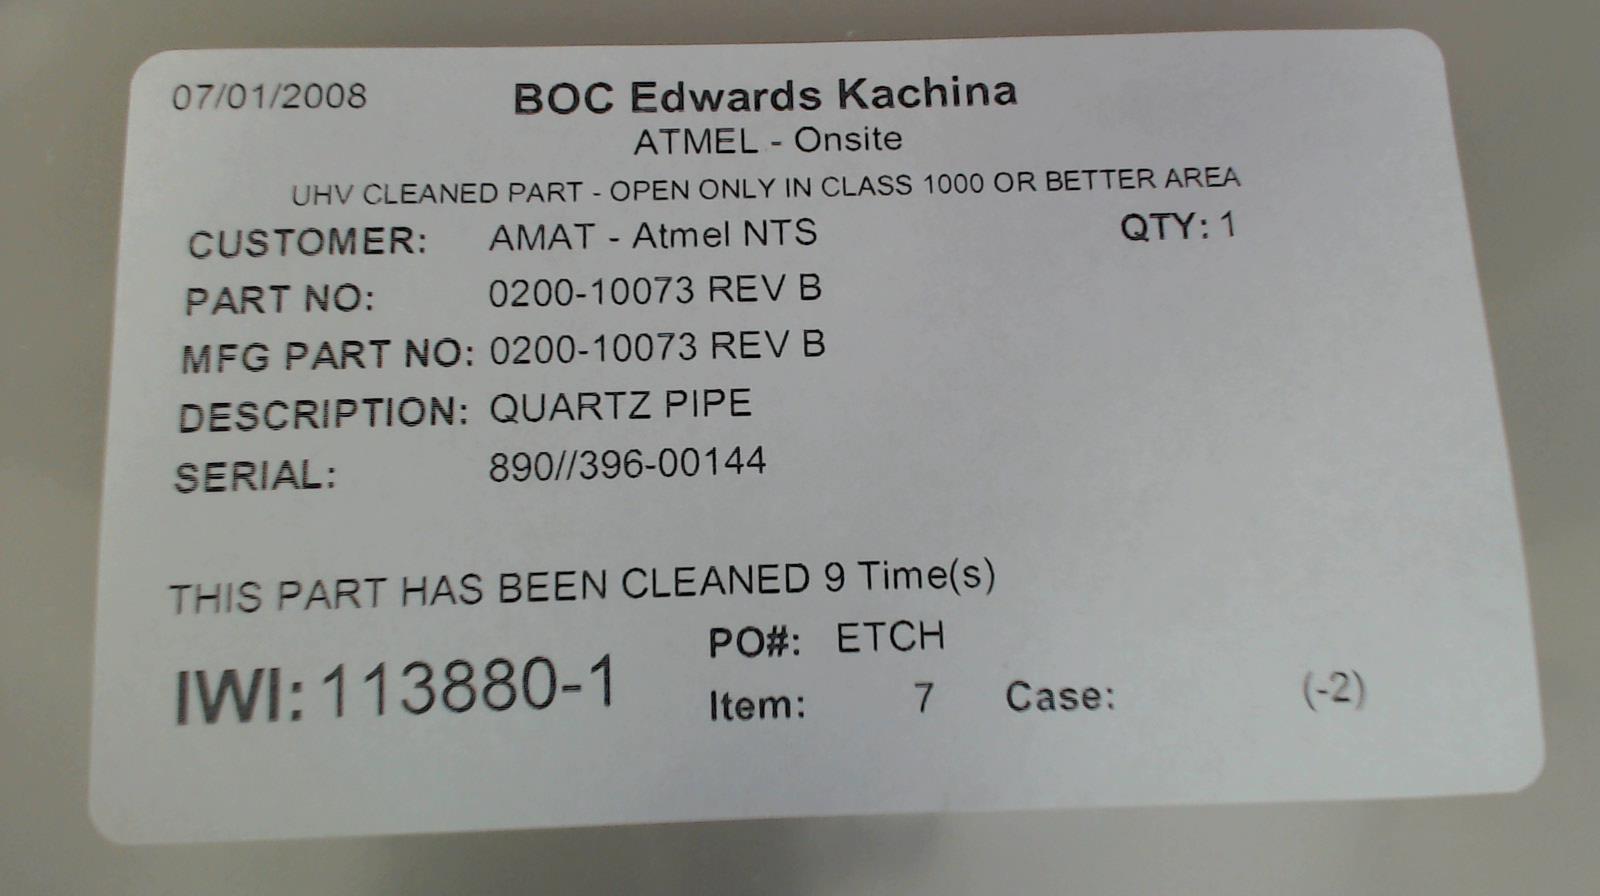 07/01/2008 BOC Edwards Kachina
ATMEL - Onsite
UHV CLEANED PART - OPEN ONLY IN CLASS 1000 OR BETTER AREA
CUSTOMER: AMAT - Atmel NTS QTY: 1
PART NO: 0200-10073 REV B
MFG PART NO: 0200-10073 REV B
DESCRIPTION: QUARTZ PIPE
SERIAL: 890//396-00144
THIS PART HAS BEEN CLEANED 9 Time(s)
PO#: ETCH
IWI: 113880-1
Item: 7 Case: (-2)